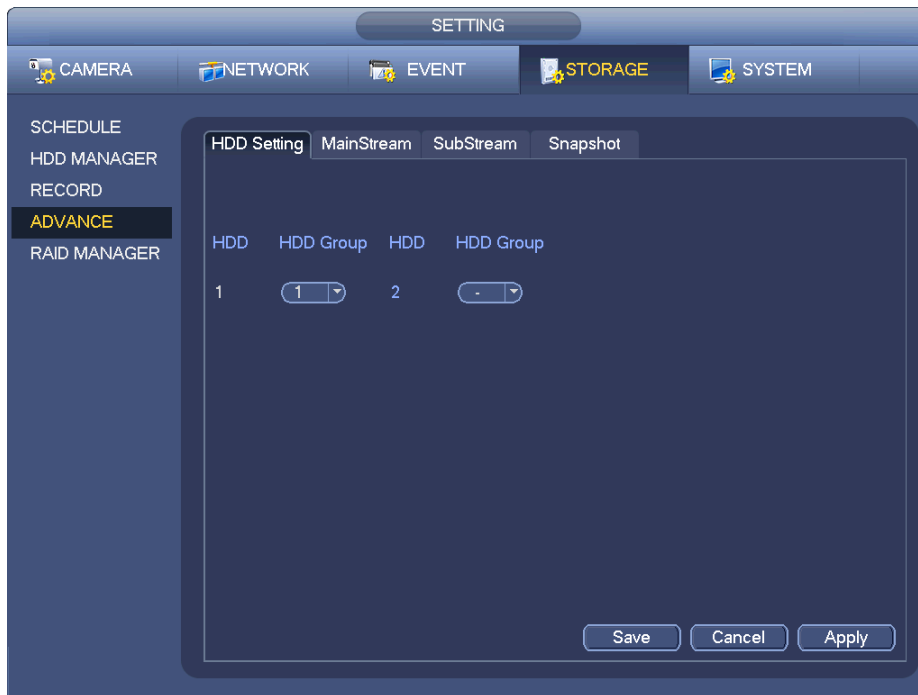 SETTING
CAMERA NETWORK EVENT STORAGE SYSTEM
SCHEDULE
HDD MANAGER
RECORD
ADVANCE
RAID MANAGER
HDD Setting MainStream SubStream Snapshot
HDD HDD Group HDD HDD Group
1 1 2 -
Save Cancel Apply